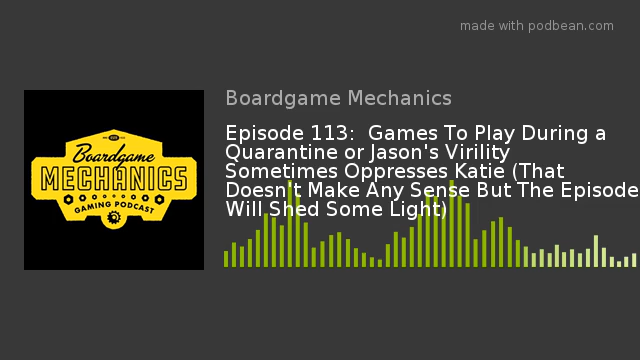 made with podbean.com
Boardgame Mechanics
Episode 113:  Games To Play During a
Quarantine or Jason's Virility
Sometimes Oppresses Katie (That
Doesn't Make Any Sense But The Episode
Will Shed Some Light)
Boardgame
MECHANICS
GAMING PODCAST